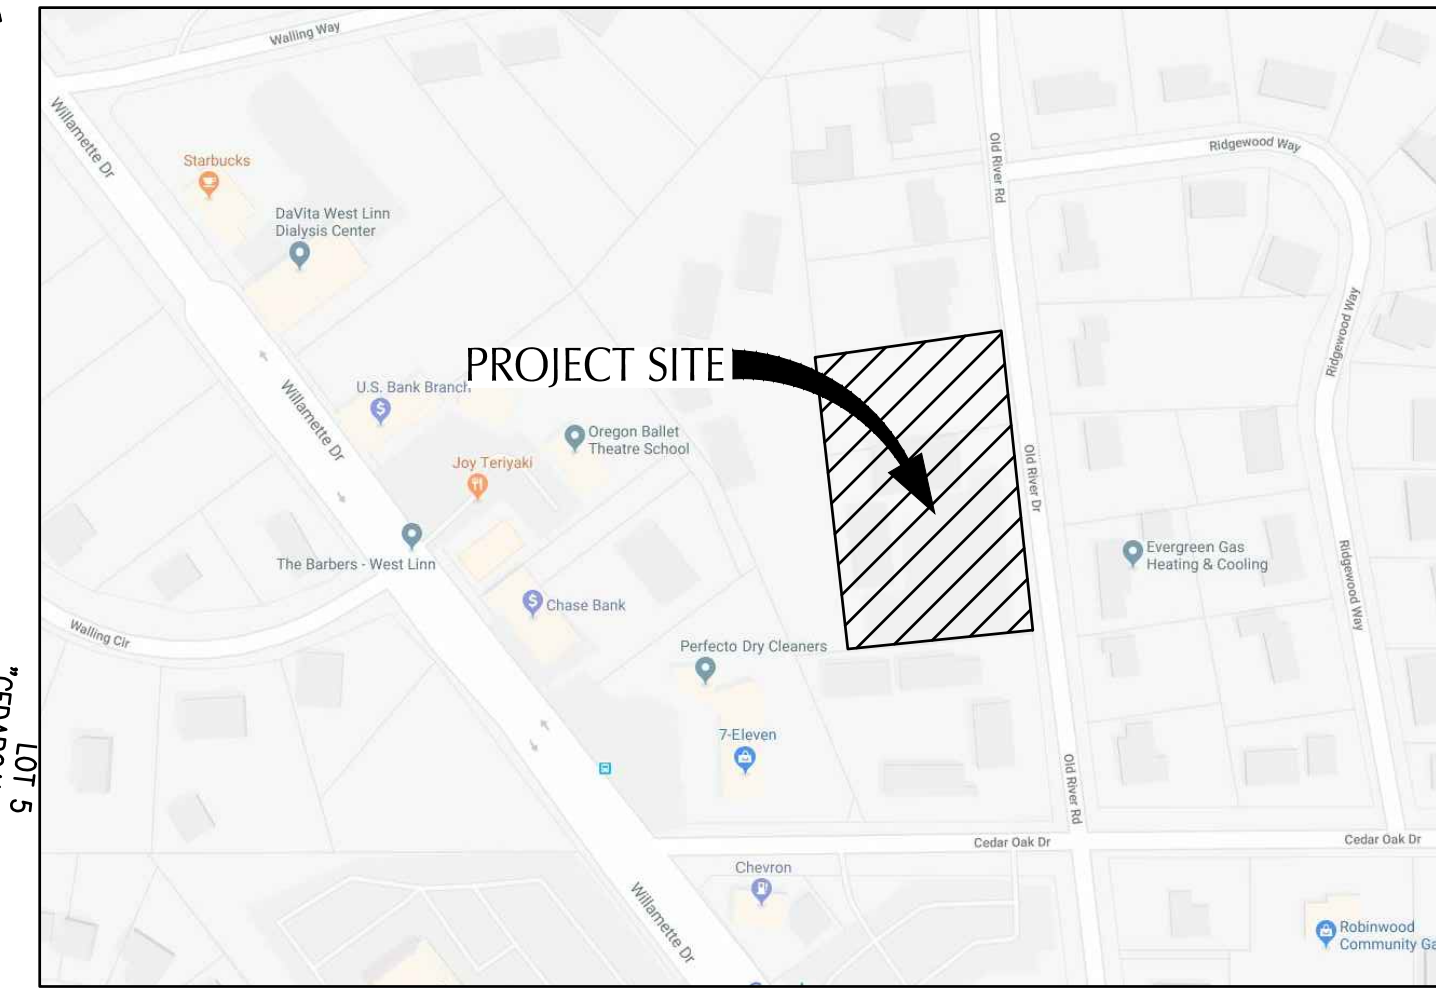 Walling Way
Willamette Dr
Starbucks
DaVita West Linn
Dialysis Center
Old River Rd
Ridgewood Way
Ridgewood Way
PROJECT SITE
U.S. Bank Branch
Willamette Dr
Oregon Ballet
Theatre School
Joy Teriyaki
Old River Dr
The Barbers - West Linn
Evergreen Gas
Heating & Cooling
Ridgewood Way
Chase Bank
Walling Cir
Perfecto Dry Cleaners
LOT 5
7-Eleven
Old River Rd
Cedar Oak Dr
Cedar Oak Dr
Chevron
Willamette Dr
Robinwood
Community Ga